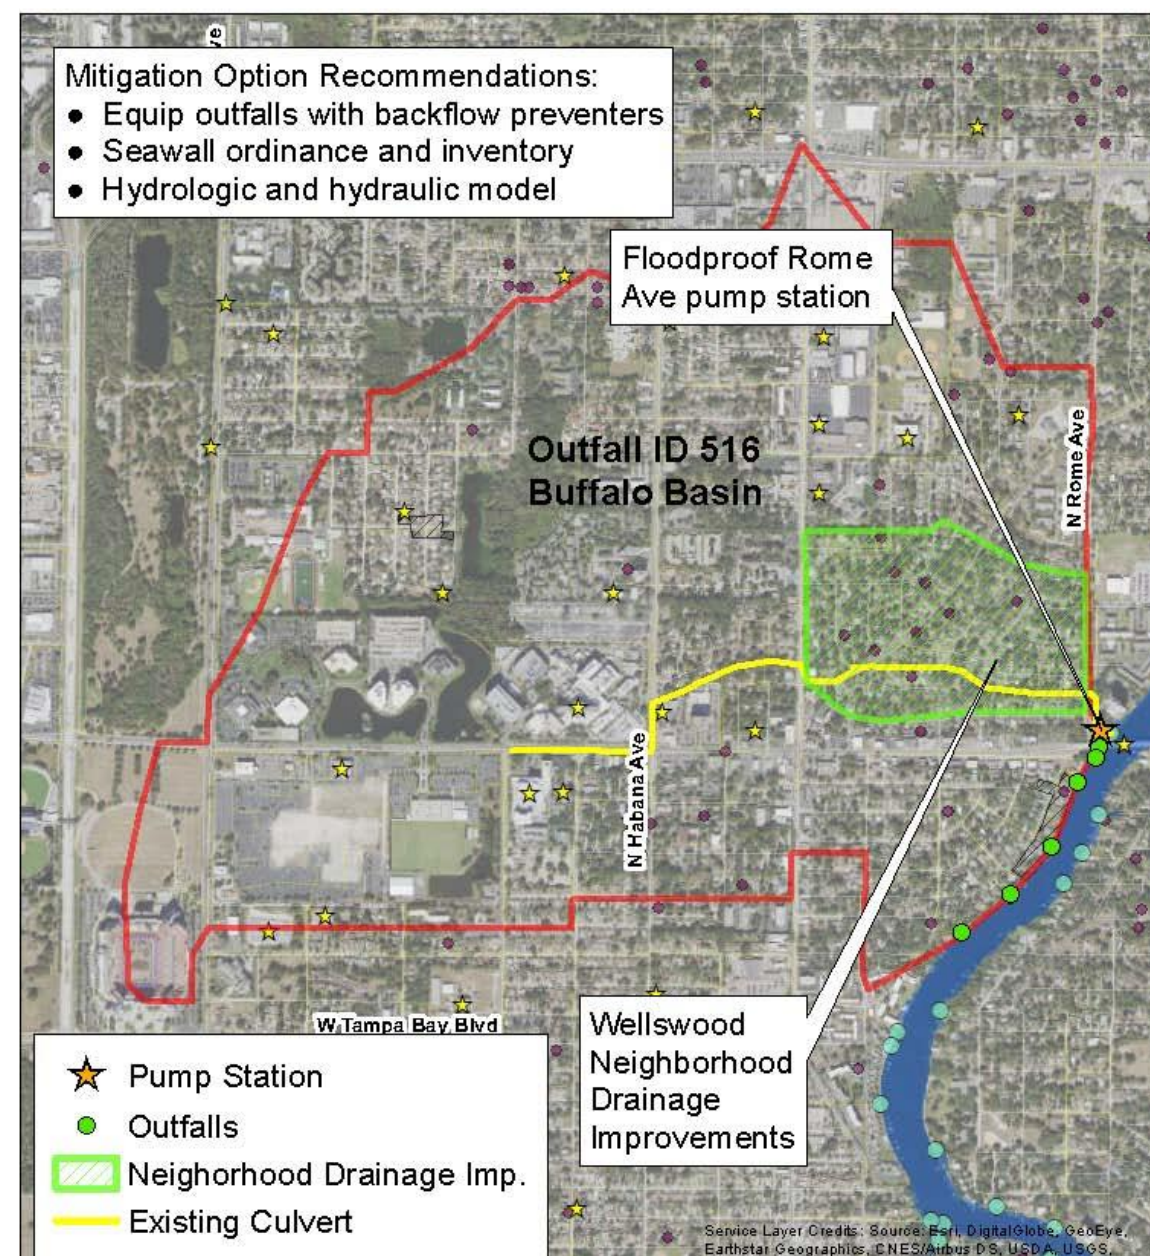 ve
Mitigation Option Recommendations:
● Equip outfalls with backflow preventers
● Seawall ordinance and inventory
● Hydrologic and hydraulic model
Floodproof Rome
Ave pump station
Outfall ID 516
Buffalo Basin
N Rome Ave
N Habana Ave
Wellswood
Neighborhood
Drainage
Improvements
W Tampa Bay Blvd
Pump Station
Outfalls
Neighorhood Drainage Imp.
Existing Culvert
Service Layer Credits: Source: Esri, DigitalGlobe, GeoEye,
Earthstar Geographics, CNES/Airbus DS, USDA, USGS,